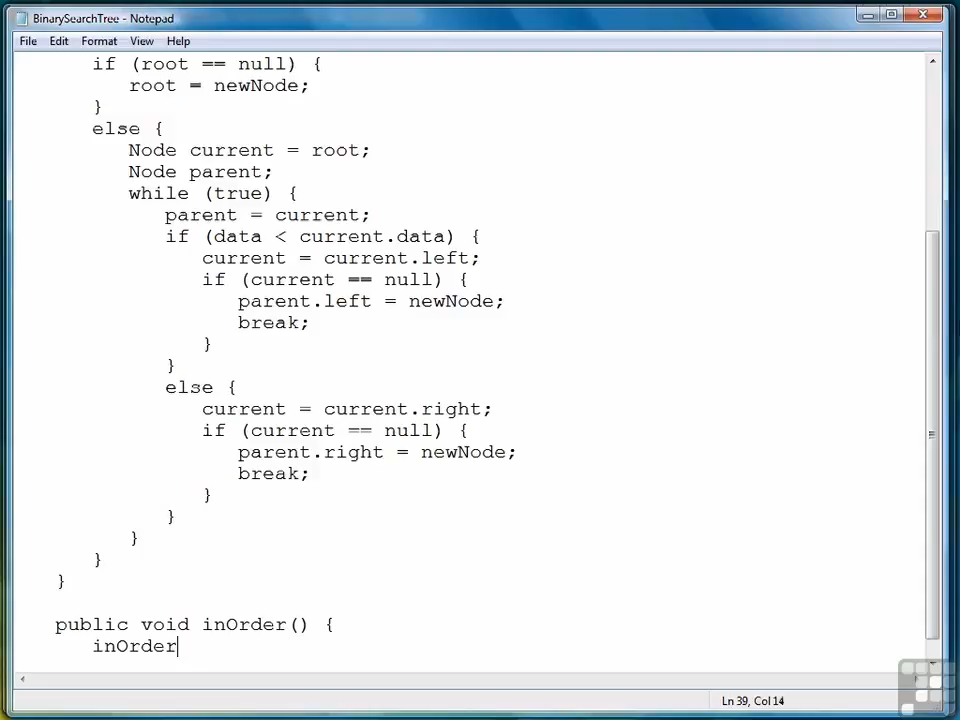 BinarySearchTree - Notepad
File Edit Format View Help
if (root == null) {
root = newNode;
}
else {
Node current = root;
Node parent;
while (true) {
parent = current;
if (data < current.data) {
current = current.left;
if (current == null) {
parent.left = newNode;
break;
}
}
else {
current = current.right;
if (current == null) {
parent.right = newNode;
break;
}
}
}
}
}
public void inOrder() {
inOrder
Ln 39, Col 14